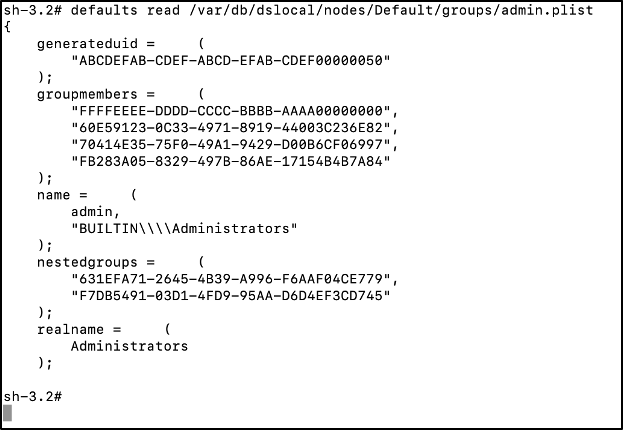 sh-3.2# defaults read /var/db/dslocal/nodes/Default/groups/admin.plist
{
    generateduid =     (
        "ABCDEFAB-CDEF-ABCD-EFAB-CDEF00000050"
    );
    groupmembers =     (
        "FFFFEEEE-DDDD-CCCC-BBBB-AAAA00000000",
        "60E59123-0C33-4971-8919-44003C236E82",
        "70414E35-75F0-49A1-9429-D00B6CF06997",
        "FB283A05-8329-497B-86AE-17154B4B7A84"
    );
    name =     (
        admin,
        "BUILTIN\\\\Administrators"
    );
    nestedgroups =     (
        "631EFA71-2645-4B39-A996-F6AAF04CE779",
        "F7DB5491-03D1-4FD9-95AA-D6D4EF3CD745"
    );
    realname =     (
        Administrators
    );

sh-3.2#